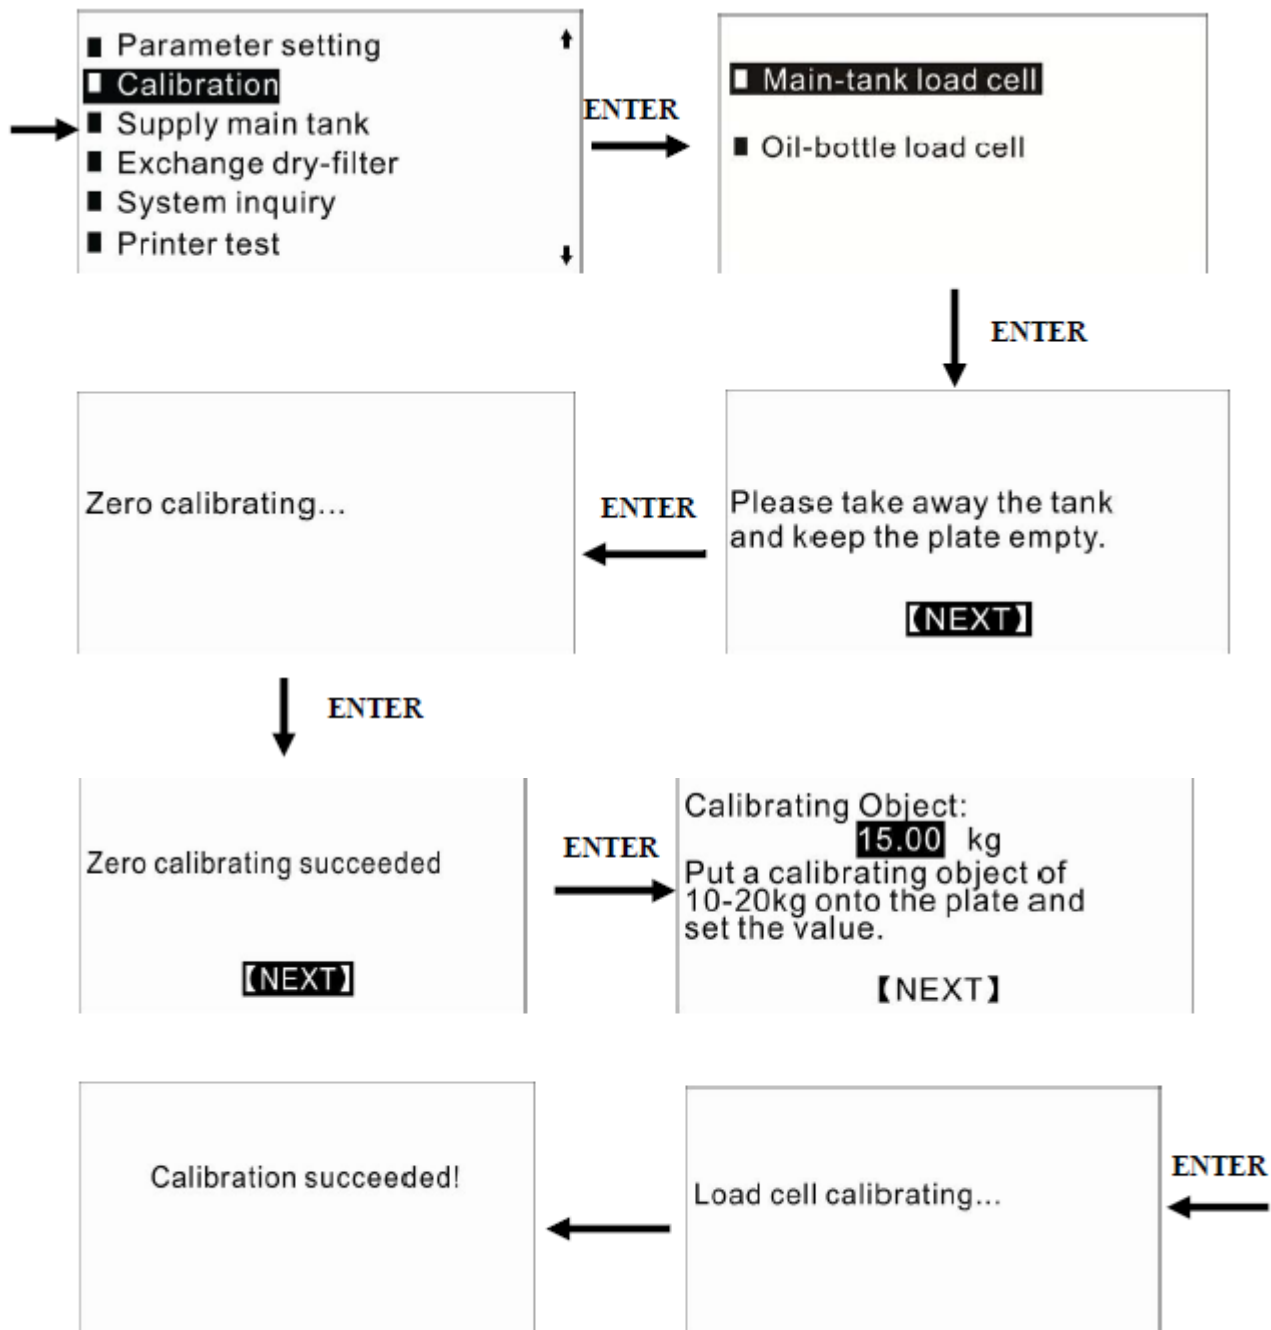 Parameter setting
Calibration
Supply main tank
Exchange dry-filter
System inquiry
Printer test
ENTER
Main-tank load cell
Oil-bottle load cell
ENTER
Please take away the tank
and keep the plate empty.
【NEXT】
ENTER
Zero calibrating...
ENTER
Zero calibrating succeeded
【NEXT】
ENTER
Calibrating Object:
15.00 kg
Put a calibrating object of
10-20kg onto the plate and
set the value.
【NEXT】
ENTER
Load cell calibrating...
Calibration succeeded!